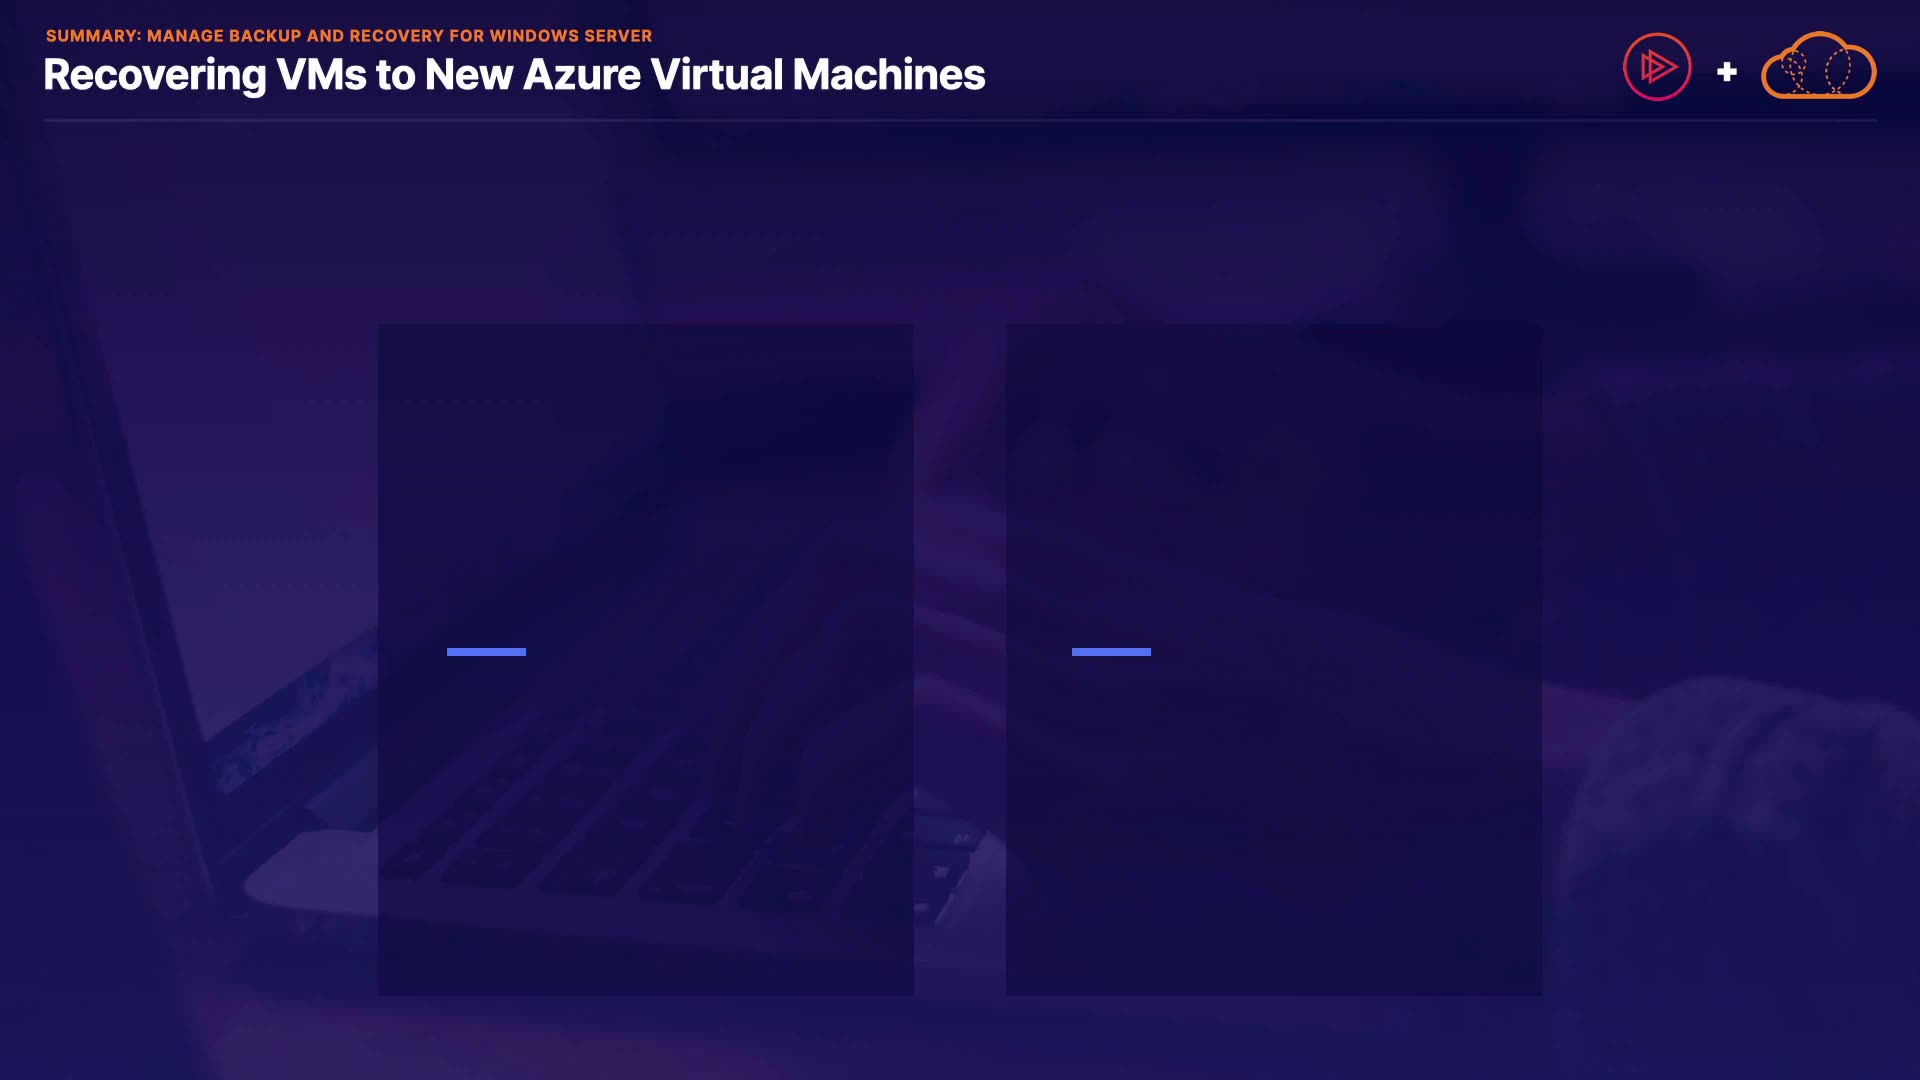 SUMMARY: MANAGE BACKUP AND RECOVERY FOR WINDOWS SERVER
Recovering VMs to New Azure Virtual Machines